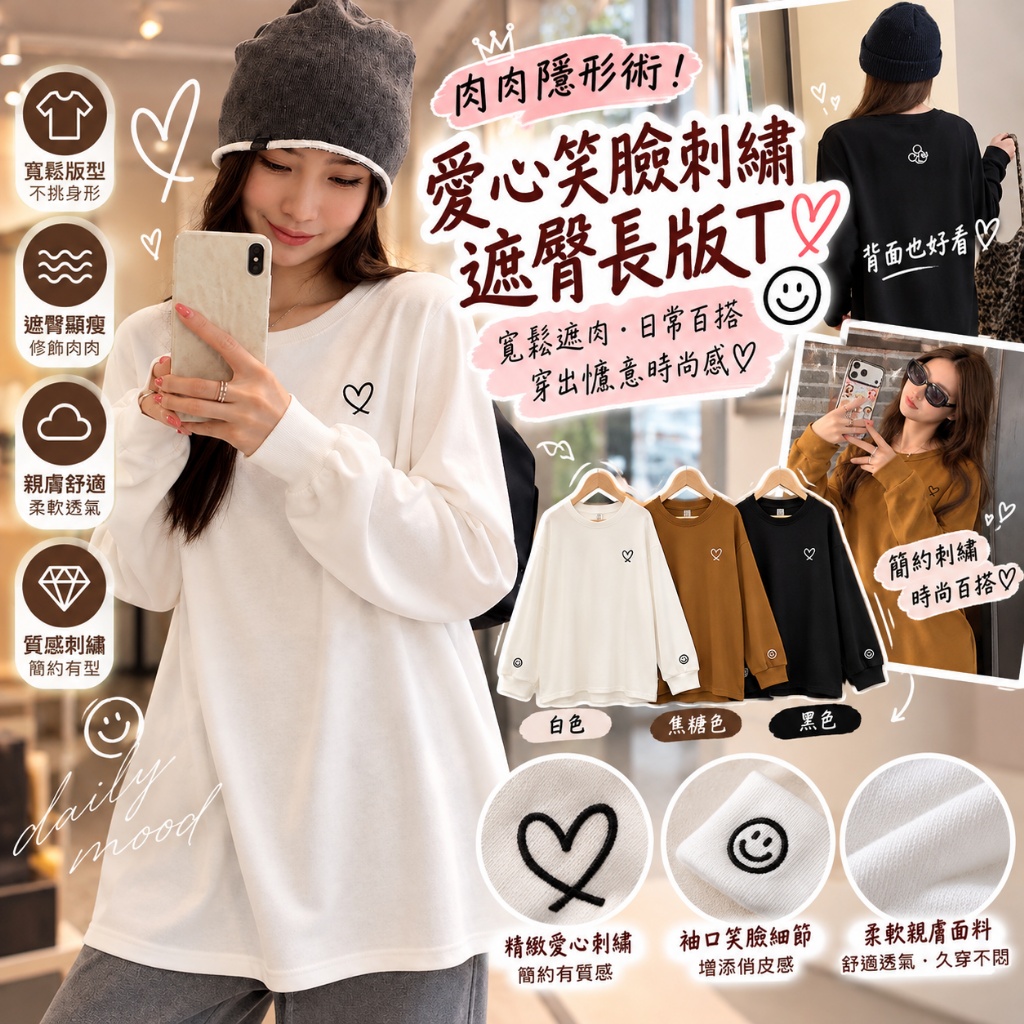 肉肉隱形術！
愛心笑臉刺繡
遮臀長版T
寬鬆遮肉・日常百搭
穿出慵意時尚感
寬鬆版型
不挑身形
遮臀顯瘦
修飾肉肉
親膚舒適
柔軟透氣
質感刺繡
簡約有型
daily
mood
背面也好看
簡約刺繡
時尚百搭
白色
焦糖色
黑色
精緻愛心刺繡
簡約有質感
袖口笑臉細節
增添俏皮感
柔軟親膚面料
舒適透氣・久穿不悶